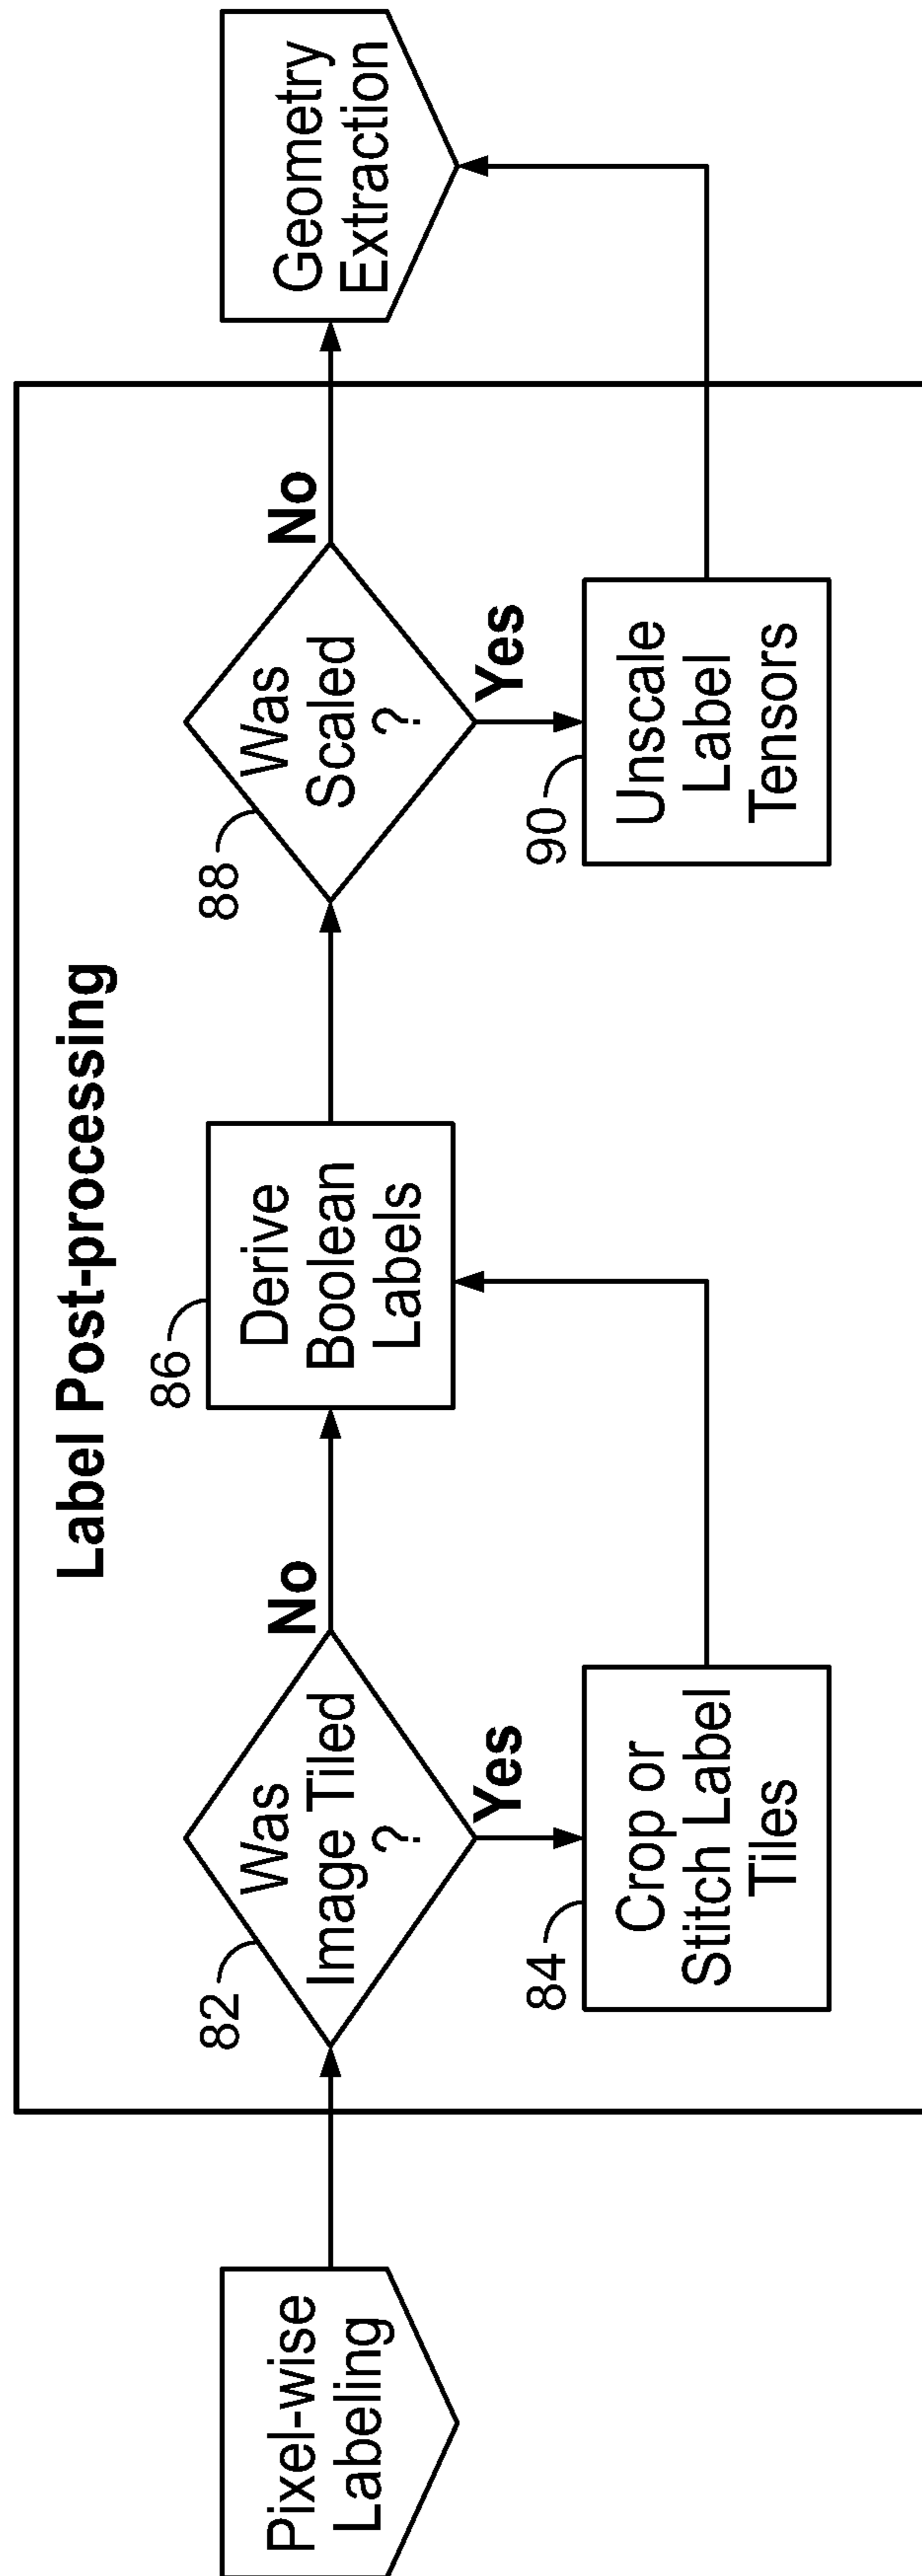 Label Post-processing
Pixel-wise
Labeling
82
Was
Image Tiled
?
No
Yes
84
Crop or
Stitch Label
Tiles
86
Derive
Boolean
Labels
88
Was
Scaled
?
No
Yes
90
Unscale
Label
Tensors
Geometry
Extraction